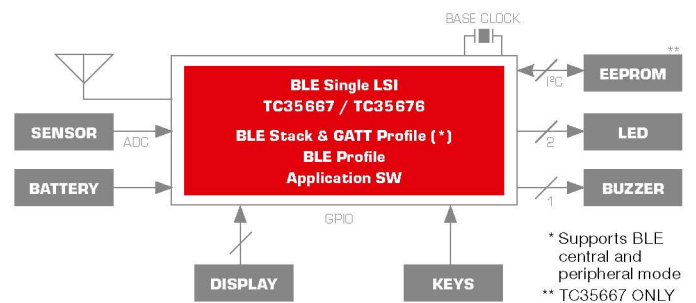 BASE CLOCK
**
BLE Single LSI
TC35667 / TC35676
BLE Stack & GATT Profile (*)
BLE Profile
Application SW
I²C
EEPROM
SENSOR
ADC
2
LED
BATTERY
1
BUZZER
GPIO
DISPLAY
KEYS
* Supports BLE
central and
peripheral mode
** TC35667 ONLY